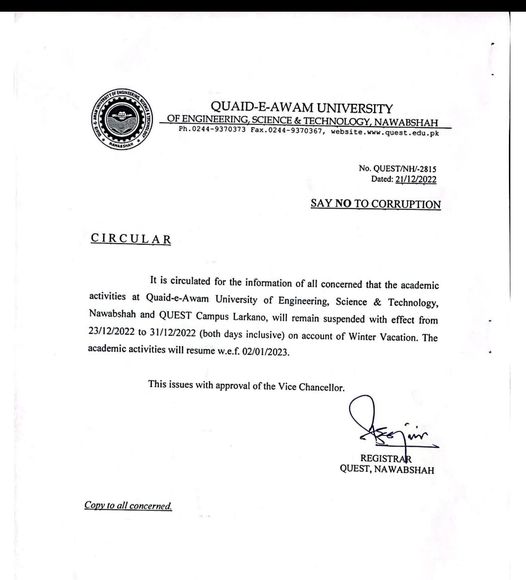 QUAID-E-AWAM UNIVERSITY
OF ENGINEERING, SCIENCE & TECHNOLOGY, NAWABSHAH
Ph.0244-9370373 Fax.0244-9370367, website.www.quest.edu.pk
No. QUEST/NH/-2815
Dated: 21/12/2022
SAY NO TO CORRUPTION
CIRCULAR
It is circulated for the information of all concerned that the academic
activities at Quaid-e-Awam University of Engineering, Science & Technology,
Nawabshah and QUEST Campus Larkano, will remain suspended with effect from
23/12/2022 to 31/12/2022 (both days inclusive) on account of Winter Vacation. The
academic activities will resume w.e.f. 02/01/2023.
This issues with approval of the Vice Chancellor.
REGISTRAR
QUEST, NAWABSHAH
Copy to all concerned.